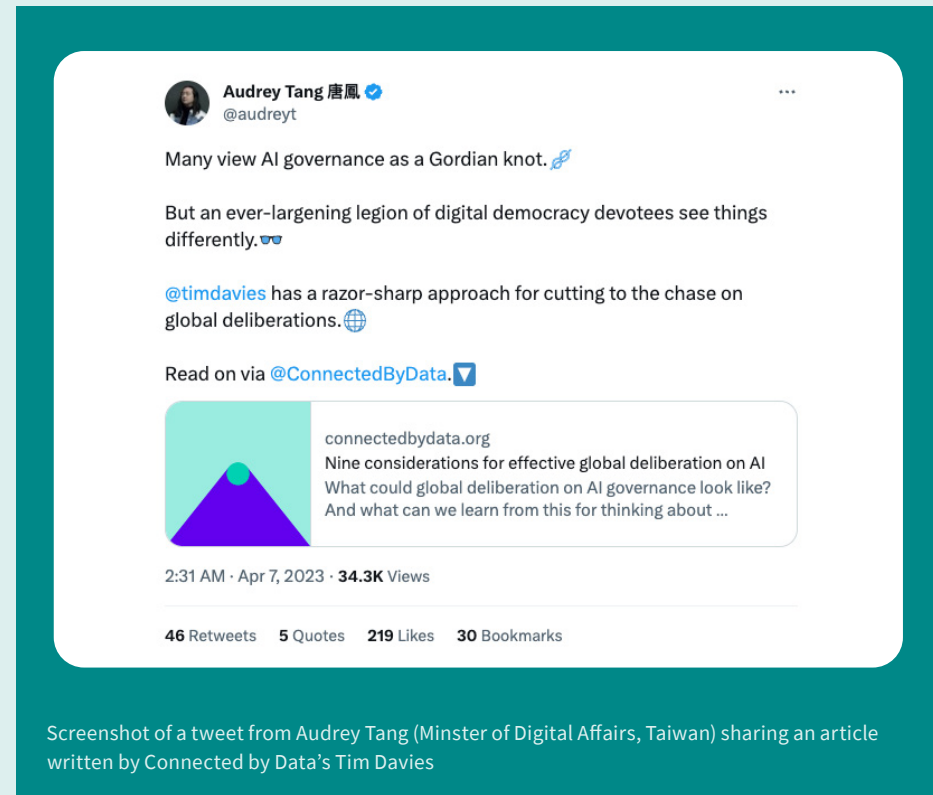 Audrey Tang 唐鳳
@audreyt
...
Many view AI governance as a Gordian knot.🔗
But an ever-largening legion of digital democracy devotees see things
differently.👓
@timdavies has a razor-sharp approach for cutting to the chase on
global deliberations.🌐
Read on via @ConnectedByData.🔽
connectedbydata.org
Nine considerations for effective global deliberation on AI
What could global deliberation on AI governance look like?
And what can we learn from this for thinking about ...
2:31 AM · Apr 7, 2023 · 34.3K Views
46 Retweets 5 Quotes 219 Likes 30 Bookmarks
Screenshot of a tweet from Audrey Tang (Minster of Digital Affairs, Taiwan) sharing an article
written by Connected by Data’s Tim Davies